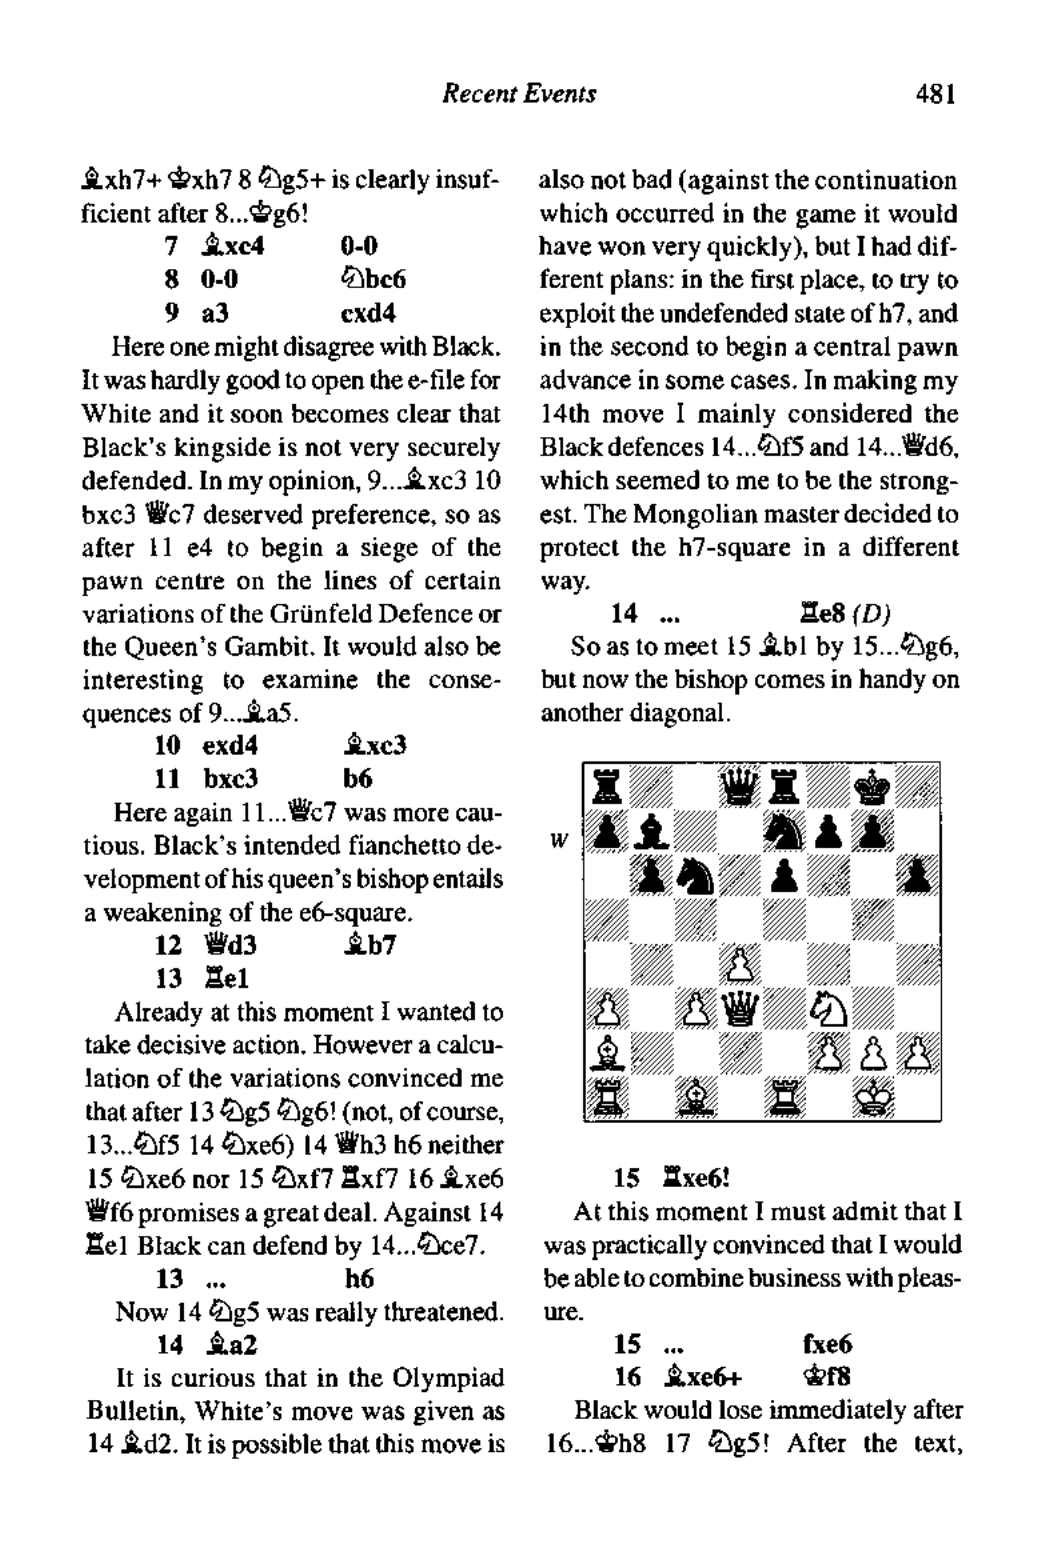 Recent Events 481
♗xh7+ ♔xh7 8 ♘g5+ is clearly insuf-
ficient after 8...♔g6!
7 ♗xc4 0-0
8 0-0 ♘bc6
9 a3 cxd4
Here one might disagree with Black.
It was hardly good to open the e-file for
White and it soon becomes clear that
Black's kingside is not very securely
defended. In my opinion, 9...♗xc3 10
bxc3 ♕c7 deserved preference, so as
after 11 e4 to begin a siege of the
pawn centre on the lines of certain
variations of the Grünfeld Defence or
the Queen's Gambit. It would also be
interesting to examine the conse-
quences of 9...♗a5.
10 exd4 ♗xc3
11 bxc3 b6
Here again 11...♕c7 was more cau-
tious. Black's intended fianchetto de-
velopment of his queen's bishop entails
a weakening of the e6-square.
12 ♕d3 ♗b7
13 ♖e1
Already at this moment I wanted to
take decisive action. However a calcu-
lation of the variations convinced me
that after 13 ♘g5 ♘g6! (not, of course,
13...♘f5 14 ♘xe6) 14 ♕h3 h6 neither
15 ♘xe6 nor 15 ♘xf7 ♖xf7 16 ♗xe6
♕f6 promises a great deal. Against 14
♖e1 Black can defend by 14...♘ce7.
13 ... h6
Now 14 ♘g5 was really threatened.
14 ♗a2
It is curious that in the Olympiad
Bulletin, White's move was given as
14 ♗d2. It is possible that this move is
also not bad (against the continuation
which occurred in the game it would
have won very quickly), but I had dif-
ferent plans: in the first place, to try to
exploit the undefended state of h7, and
in the second to begin a central pawn
advance in some cases. In making my
14th move I mainly considered the
Black defences 14...♘f5 and 14...♕d6,
which seemed to me to be the strong-
est. The Mongolian master decided to
protect the h7-square in a different
way.
14 ... ♖e8 (D)
So as to meet 15 ♗b1 by 15...♘g6,
but now the bishop comes in handy on
another diagonal.
W
15 ♖xe6!
At this moment I must admit that I
was practically convinced that I would
be able to combine business with pleas-
ure.
15 ... fxe6
16 ♗xe6+ ♔f8
Black would lose immediately after
16...♔h8 17 ♘g5! After the text,